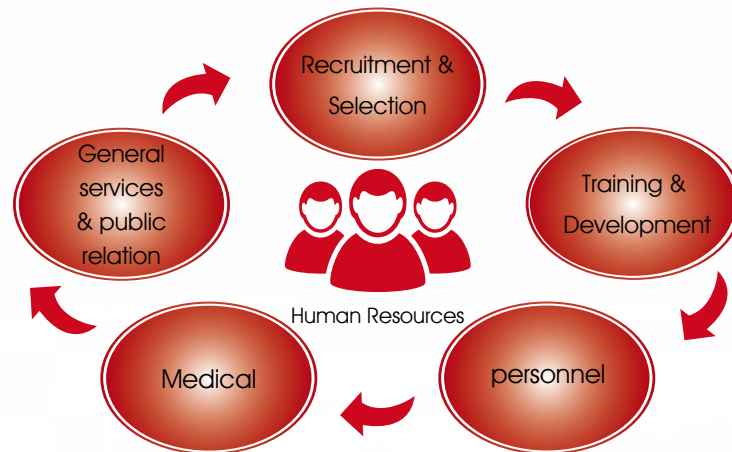 Recruitment &
Selection
Training &
Development
personnel
Medical
General
services
& public
relation
Human Resources